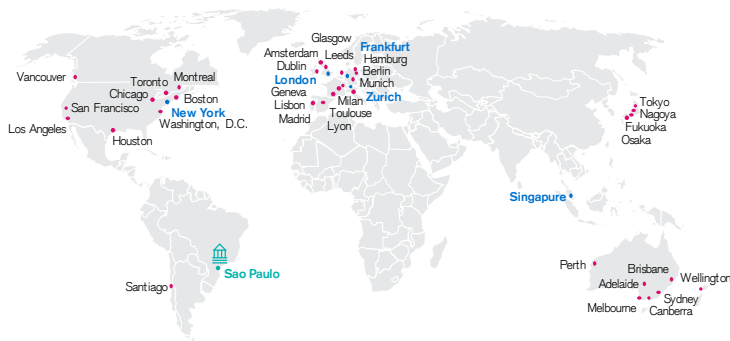 Glasgow
Frankfurt
Amsterdam
Leeds
Hamburg
Dublin
Berlin
London
Munich
Geneva
Zurich
Lisbon
Milan
Madrid
Toulouse
Lyon
Vancouver
Toronto
Montreal
Chicago
Boston
San Francisco
New York
Los Angeles
Washington, D.C.
Houston
Tokyo
Nagoya
Fukuoka
Osaka
Singapore
Sao Paulo
Santiago
Perth
Brisbane
Wellington
Adelaide
Sydney
Melbourne
Canberra